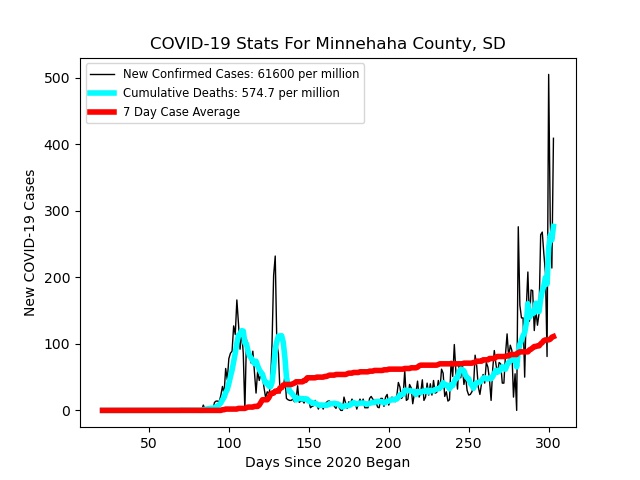 COVID-19 Stats For Minnehaha County, SD
New Confirmed Cases: 61600 per million
Cumulative Deaths: 574.7 per million
7 Day Case Average
500
400
300
200
100
0
New COVID-19 Cases
50 100 150 200 250 300
Days Since 2020 Began